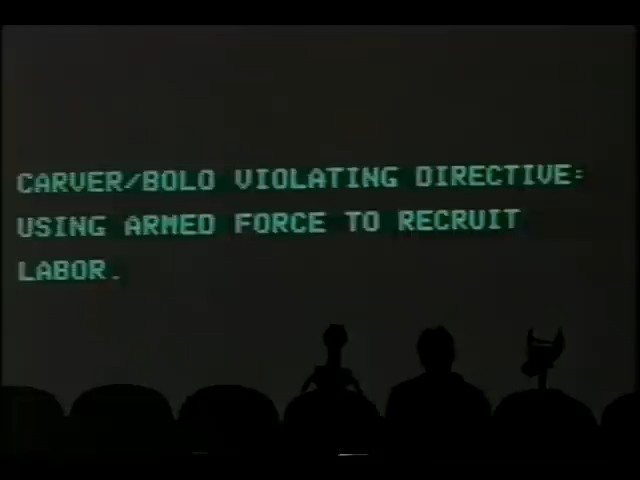 CARVER/BOLO VIOLATING DIRECTIVE:
USING ARMED FORCE TO RECRUIT
LABOR.